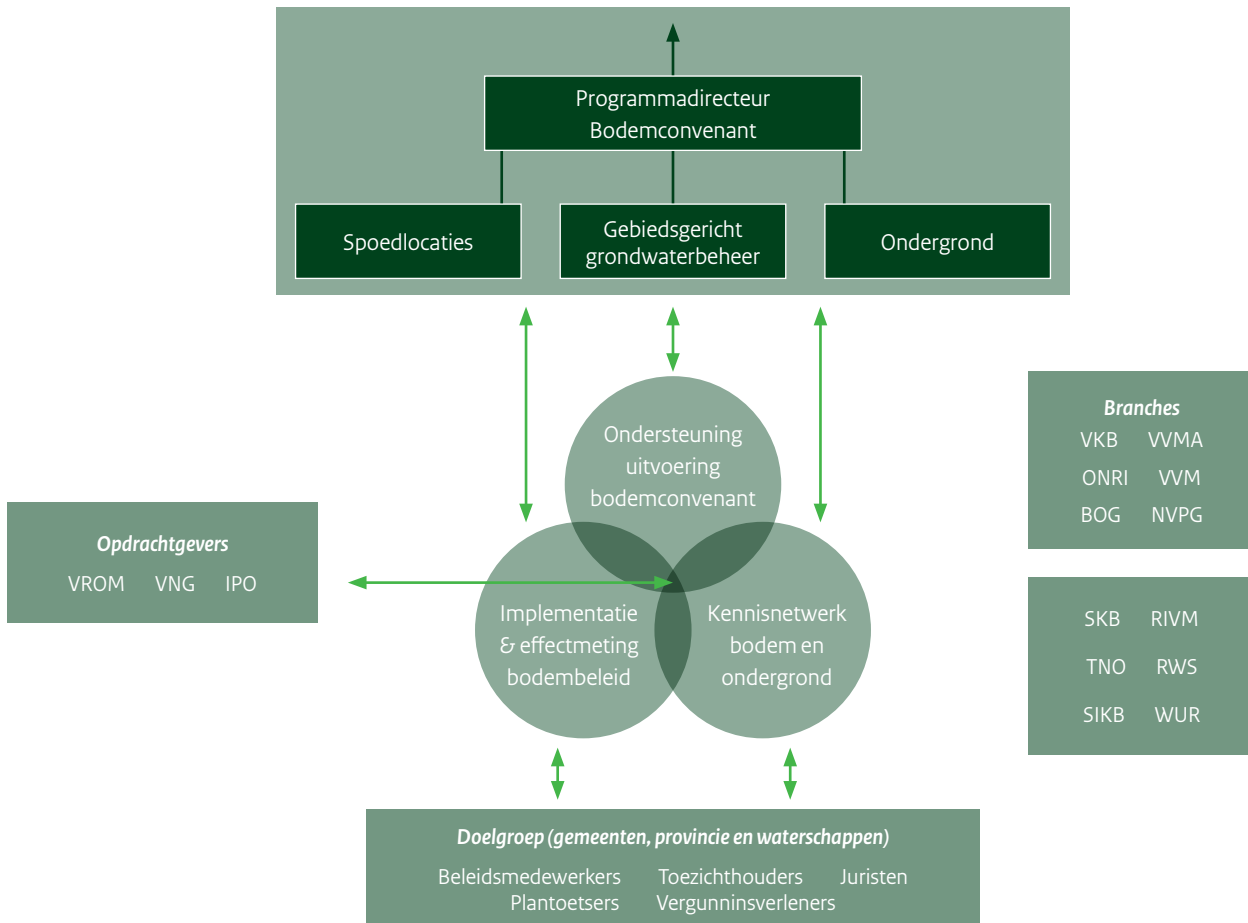 Programmadirecteur
Bodemconvenant
Spoedlocaties
Gebiedsgericht
grondwaterbeheer
Ondergrond
Ondersteuning
uitvoering
bodemconvenant
Branches
VKB VVMA
ONRI VVM
BOG NVPG
Opdrachtgevers
VROM VNG IPO
Implementatie
& effectmeting
bodembeleid
Kennisnetwerk
bodem en
ondergrond
SKB RIVM
TNO RWS
SIKB WUR
Doelgroep (gemeenten, provincie en waterschappen)
Beleidsmedewerkers Toezichthouders Juristen
Plantoetsers Vergunninsverleners